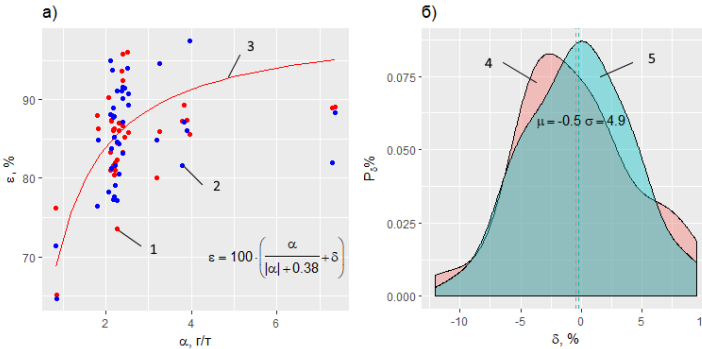 а)
ε, %
90
80
70
2
4
6
α, г/т
3
2
1
ε = 100 · ( α / |α| + 0.38 + δ )
б)
P_δ%
0.075
0.050
0.025
0.000
-10
-5
0
5
10
δ, %
4
5
μ = -0.5 σ = 4.9